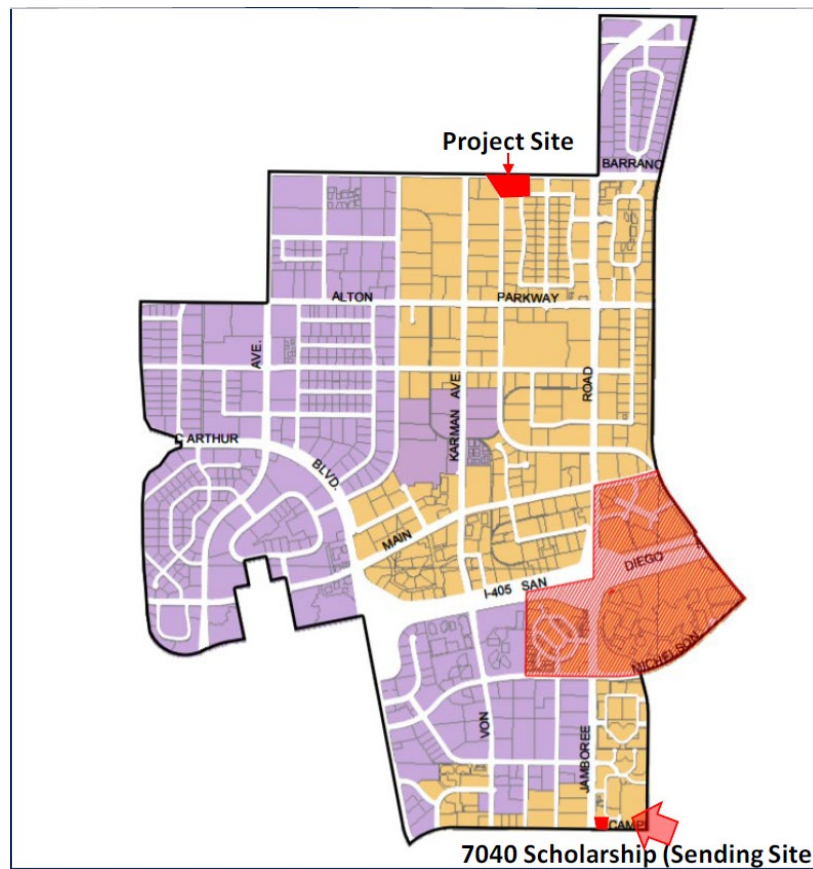 Project Site
BARRANC
ALTON
PARKWAY
AVE.
KARMAN AVE.
ROAD
C ARTHUR
BLVD.
MAIN
DIEGO
I-405 SAN
MICHELSON
VON
JAMBOREE
CAMP
7040 Scholarship (Sending Site